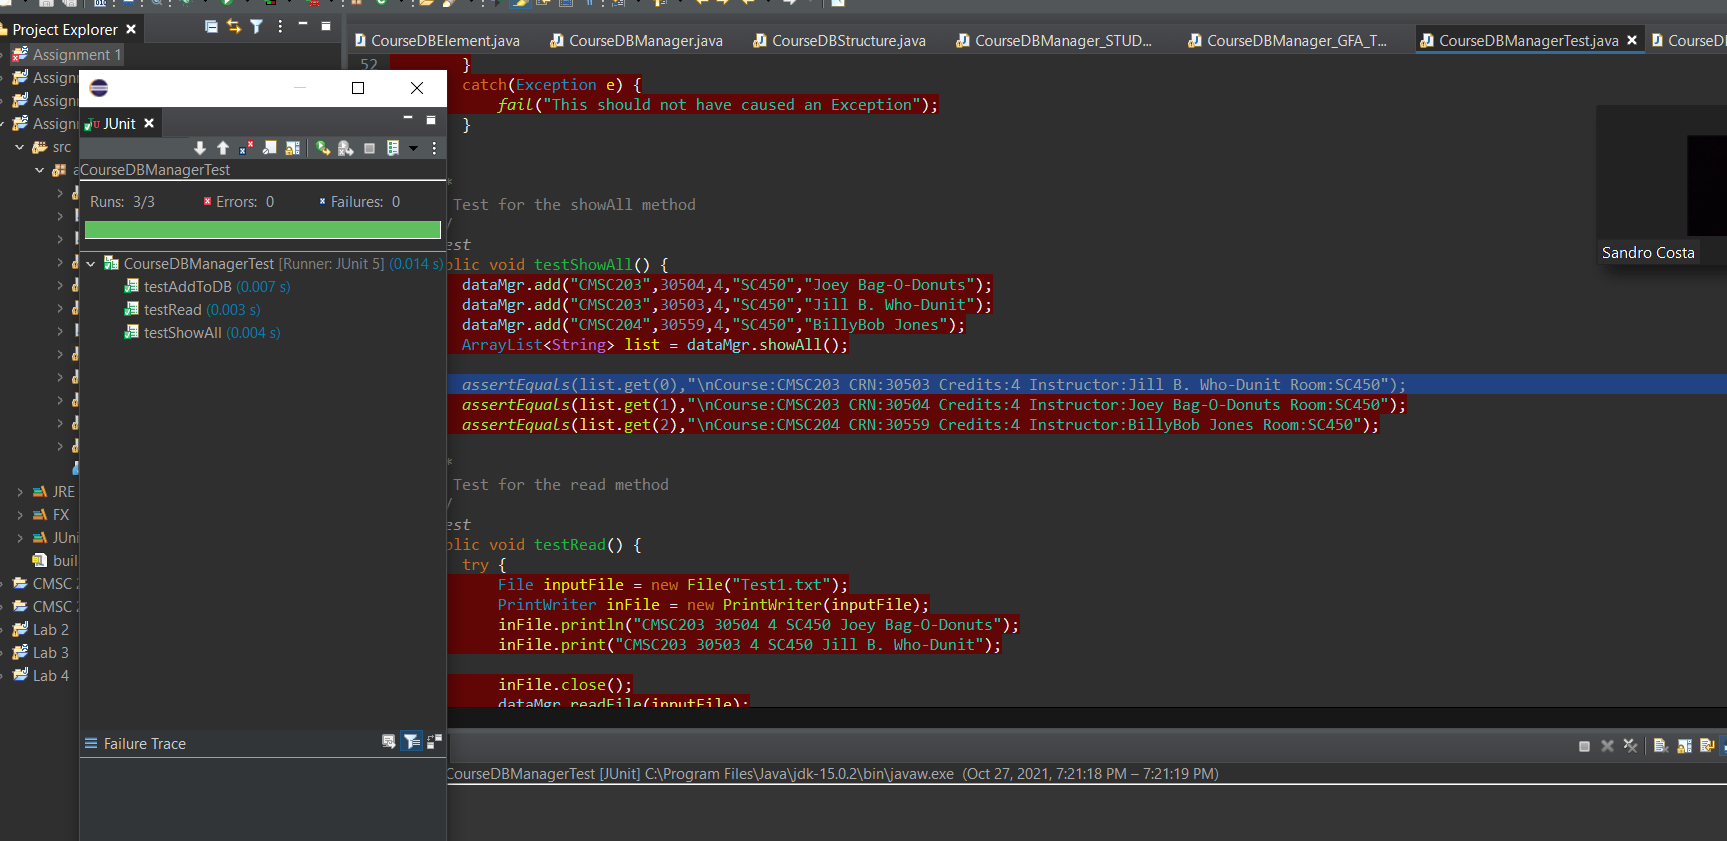 Project Explorer
CourseDBElement.java
CourseDBManager.java
CourseDBStructure.java
CourseDBManager_STUD...
CourseDBManager_GFA_T...
CourseDBManagerTest.java
CourseD
Assignment 1
Assignr
Assignr
Assignr
src
a
JRE
FX
JUni
buil
CMSC 2
CMSC 2
Lab 2
Lab 3
Lab 4
JUnit
CourseDBManagerTest
Runs: 3/3
Errors: 0
Failures: 0
CourseDBManagerTest [Runner: JUnit 5] (0.014 s)
testAddToDB (0.007 s)
testRead (0.003 s)
testShowAll (0.004 s)
Failure Trace
52
}
catch(Exception e) {
fail("This should not have caused an Exception");
}
*
Test for the showAll method
/
est
blic void testShowAll() {
dataMgr.add("CMSC203",30504,4,"SC450","Joey Bag-O-Donuts");
dataMgr.add("CMSC203",30503,4,"SC450","Jill B. Who-Dunit");
dataMgr.add("CMSC204",30559,4,"SC450","BillyBob Jones");
ArrayList<String> list = dataMgr.showAll();
assertEquals(list.get(0),"\nCourse:CMSC203 CRN:30503 Credits:4 Instructor:Jill B. Who-Dunit Room:SC450");
assertEquals(list.get(1),"\nCourse:CMSC203 CRN:30504 Credits:4 Instructor:Joey Bag-O-Donuts Room:SC450");
assertEquals(list.get(2),"\nCourse:CMSC204 CRN:30559 Credits:4 Instructor:BillyBob Jones Room:SC450");
*
Test for the read method
/
est
blic void testRead() {
try {
File inputFile = new File("Test1.txt");
PrintWriter inFile = new PrintWriter(inputFile);
inFile.println("CMSC203 30504 4 SC450 Joey Bag-O-Donuts");
inFile.print("CMSC203 30503 4 SC450 Jill B. Who-Dunit");
inFile.close();
dataMgr.readFile(inputFile);
Sandro Costa
CourseDBManagerTest [JUnit] C:\Program Files\Java\jdk-15.0.2\bin\javaw.exe (Oct 27, 2021, 7:21:18 PM – 7:21:19 PM)